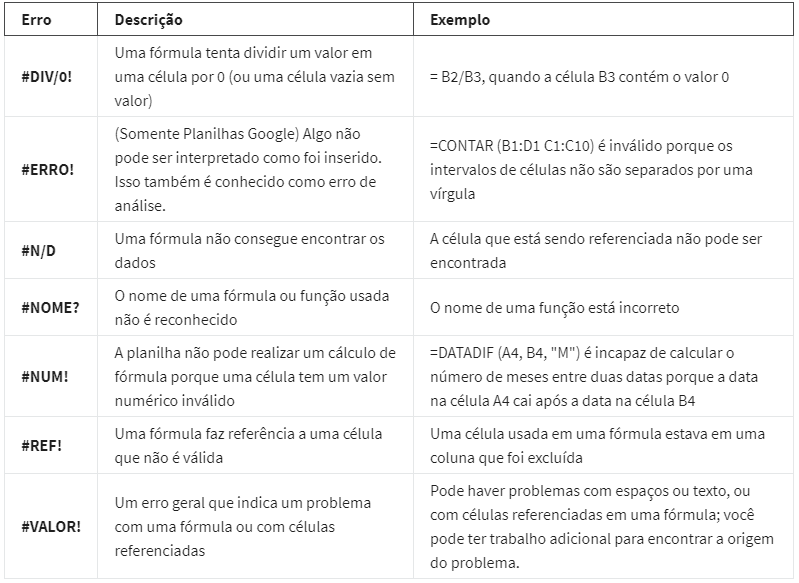 Erro Descrição Exemplo
#DIV/0! Uma fórmula tenta dividir um valor em
uma célula por 0 (ou uma célula vazia sem
valor)
= B2/B3, quando a célula B3 contém o valor 0
#ERRO! (Somente Planilhas Google) Algo não
pode ser interpretado como foi inserido.
Isso também é conhecido como erro de
análise.
=CONTAR (B1:D1 C1:C10) é inválido porque os
intervalos de células não são separados por uma
vírgula
#N/D Uma fórmula não consegue encontrar os
dados
A célula que está sendo referenciada não pode ser
encontrada
#NOME? O nome de uma fórmula ou função usada
não é reconhecido
O nome de uma função está incorreto
#NUM! A planilha não pode realizar um cálculo de
fórmula porque uma célula tem um valor
numérico inválido
=DATADIF (A4, B4, "M") é incapaz de calcular o
número de meses entre duas datas porque a data
na célula A4 cai após a data na célula B4
#REF! Uma fórmula faz referência a uma célula
que não é válida
Uma célula usada em uma fórmula estava em uma
coluna que foi excluída
#VALOR! Um erro geral que indica um problema
com uma fórmula ou com células
referenciadas
Pode haver problemas com espaços ou texto, ou
com células referenciadas em uma fórmula; você
pode ter trabalho adicional para encontrar a origem
do problema.